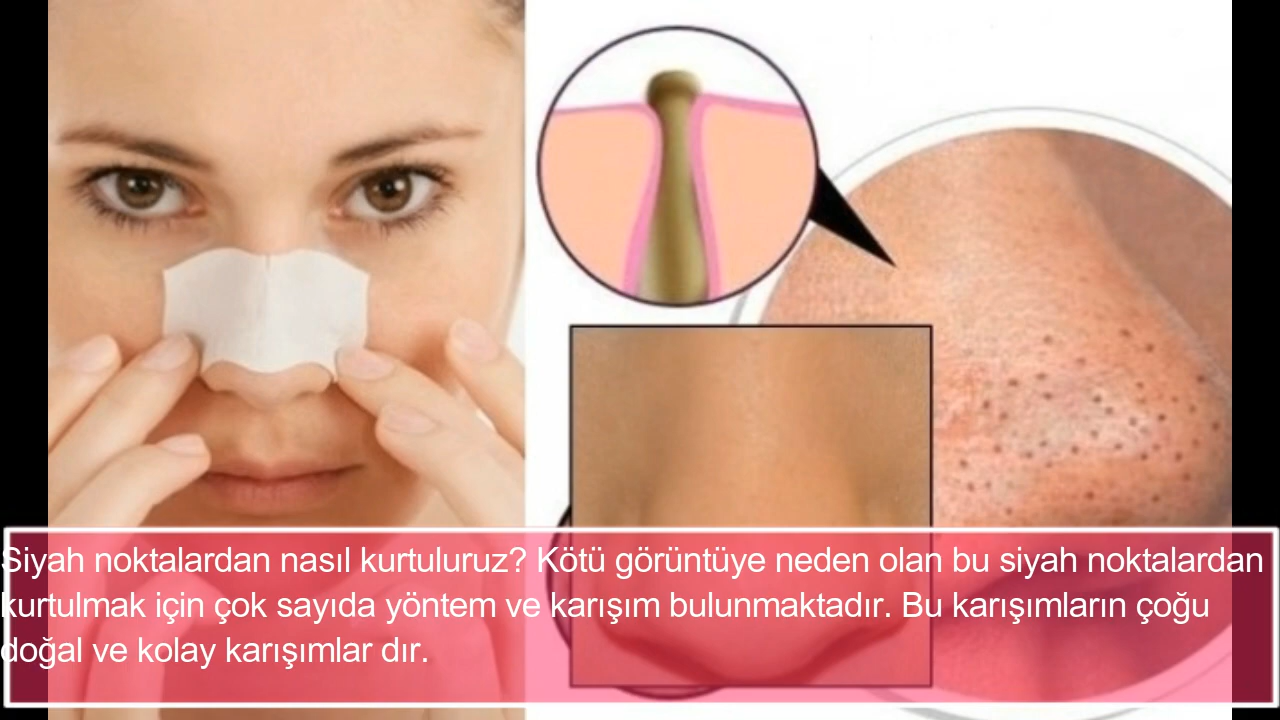 Siyah noktalardan nasıl kurtuluruz? Kötü görüntüye neden olan bu siyah noktalardan
kurtulmak için çok sayıda yöntem ve karışım bulunmaktadır. Bu karışımların çoğu
doğal ve kolay karışımlar dır.